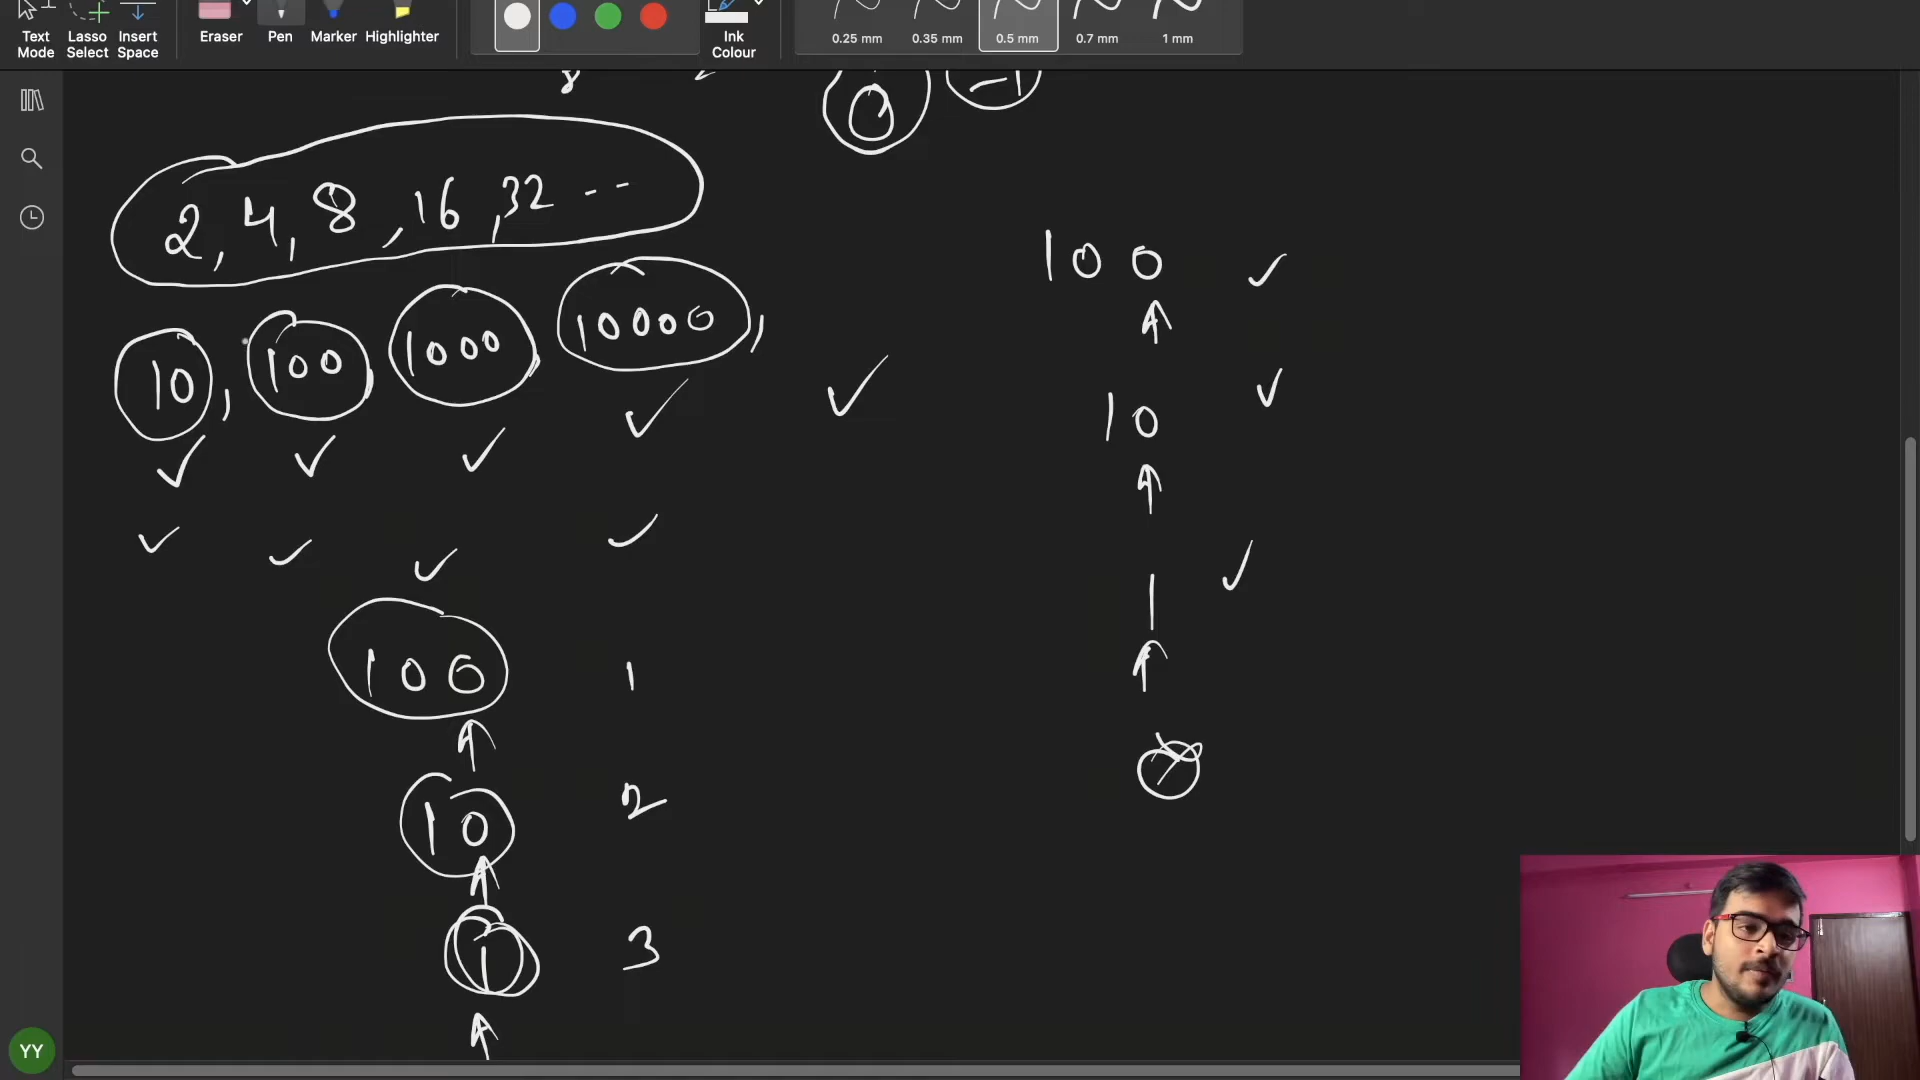 Text Mode
Lasso Select
Insert Space
Eraser
Pen
Marker
Highlighter
Ink Colour
0.25 mm
0.35 mm
0.5 mm
0.7 mm
1 mm
0 -1
2, 4, 8, 16, 32 --
10, 100 1000 10000,
100 1
10 2
1 3
100
10
1
YY